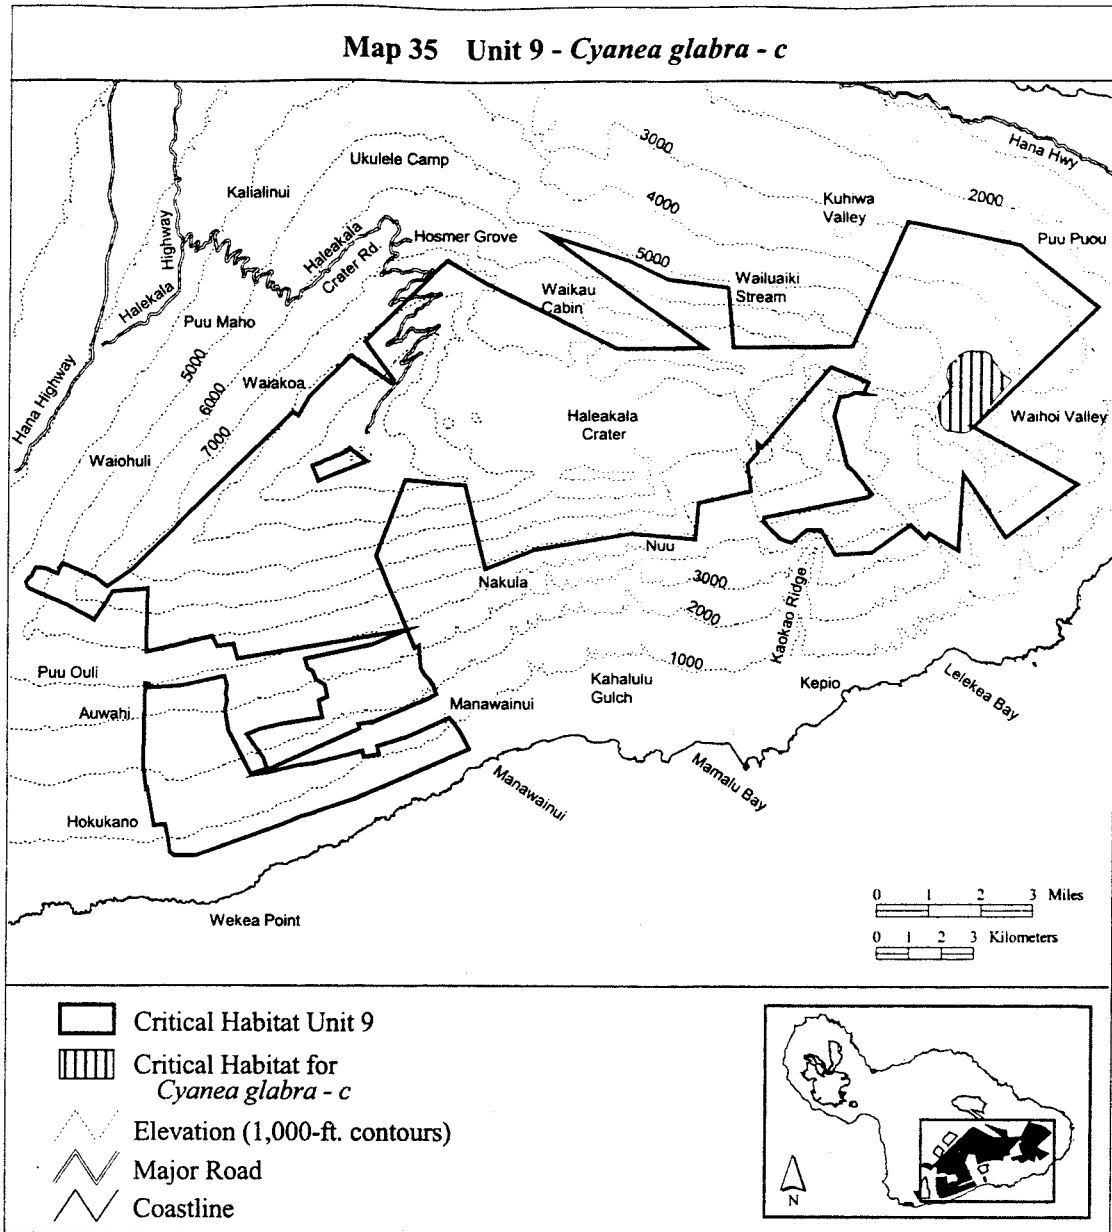 Map 35 Unit 9 - Cyanea glabra - c
Hana Hwy
3000
Ukulele Camp
Kalialinui
2000
4000
Kuhiwa
Valley
Highway
Haleakala
Crater Rd.
Hosmer Grove
Puu Puou
5000
Wailuaiki
Stream
Waikau
Cabin
Halekala
Puu Maho
5000
Waiakoa
6000
Hana Highway
Haleakala
Crater
Waihoi Valley
7000
Waiohuli
Nuu
Nakula
3000
Kaokao Ridge
2000
1000
Puu Ouli
Kahalulu
Gulch
Kepio
Lelekea Bay
Auwahi
Manawainui
Mamalu Bay
Manawainui
Hokukano
Wekea Point
0 1 2 3 Miles
0 1 2 3 Kilometers
Critical Habitat Unit 9
Critical Habitat for
Cyanea glabra - c
Elevation (1,000-ft. contours)
Major Road
Coastline
N